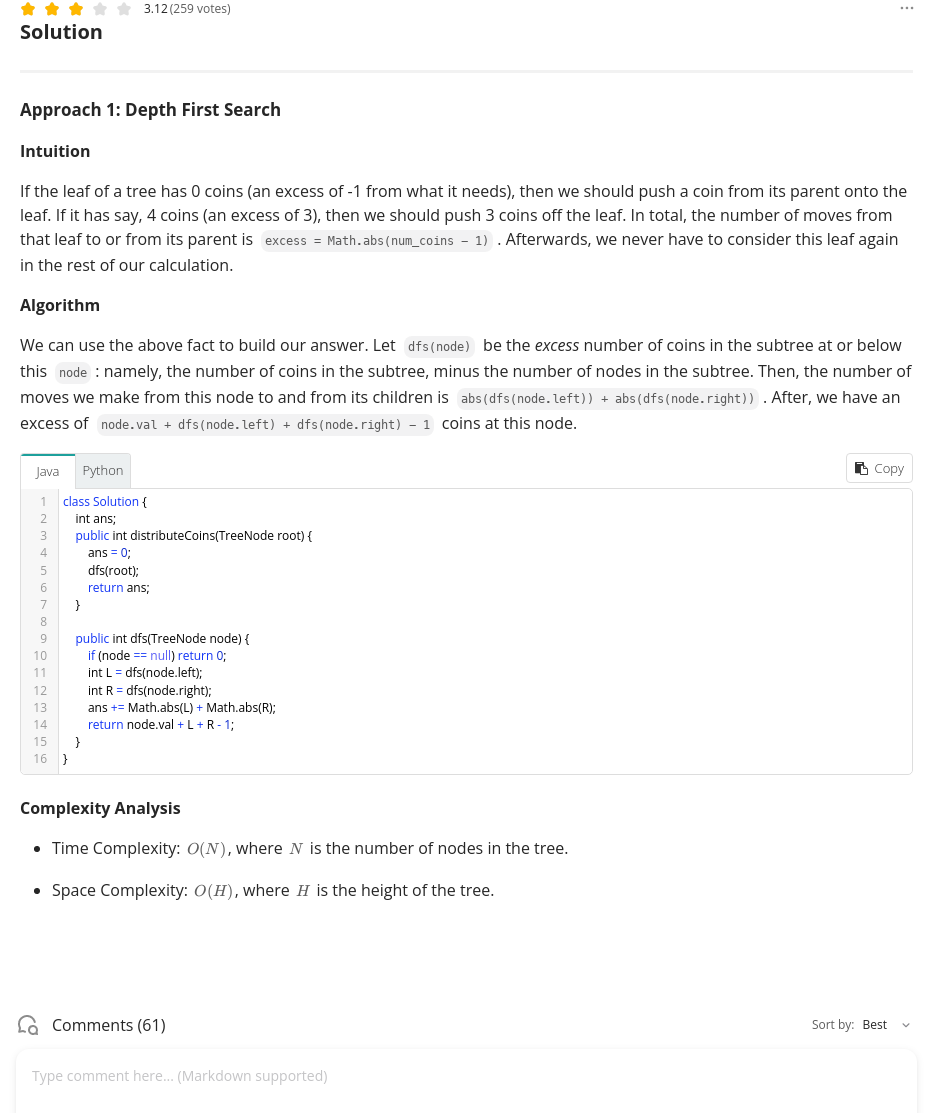 3.12 (259 votes)
Solution
Approach 1: Depth First Search
Intuition
If the leaf of a tree has 0 coins (an excess of -1 from what it needs), then we should push a coin from its parent onto the
leaf. If it has say, 4 coins (an excess of 3), then we should push 3 coins off the leaf. In total, the number of moves from
that leaf to or from its parent is excess = Math.abs(num_coins − 1) . Afterwards, we never have to consider this leaf again
in the rest of our calculation.
Algorithm
We can use the above fact to build our answer. Let dfs(node) be the excess number of coins in the subtree at or below
this node : namely, the number of coins in the subtree, minus the number of nodes in the subtree. Then, the number of
moves we make from this node to and from its children is abs(dfs(node.left)) + abs(dfs(node.right)) . After, we have an
excess of node.val + dfs(node.left) + dfs(node.right) − 1 coins at this node.
Java Python Copy
1 class Solution {
2 int ans;
3 public int distributeCoins(TreeNode root) {
4 ans = 0;
5 dfs(root);
6 return ans;
7 }
8
9 public int dfs(TreeNode node) {
10 if (node == null) return 0;
11 int L = dfs(node.left);
12 int R = dfs(node.right);
13 ans += Math.abs(L) + Math.abs(R);
14 return node.val + L + R - 1;
15 }
16 }
Complexity Analysis
• Time Complexity: O(N), where N is the number of nodes in the tree.
• Space Complexity: O(H), where H is the height of the tree.
Comments (61) Sort by: Best
Type comment here... (Markdown supported)